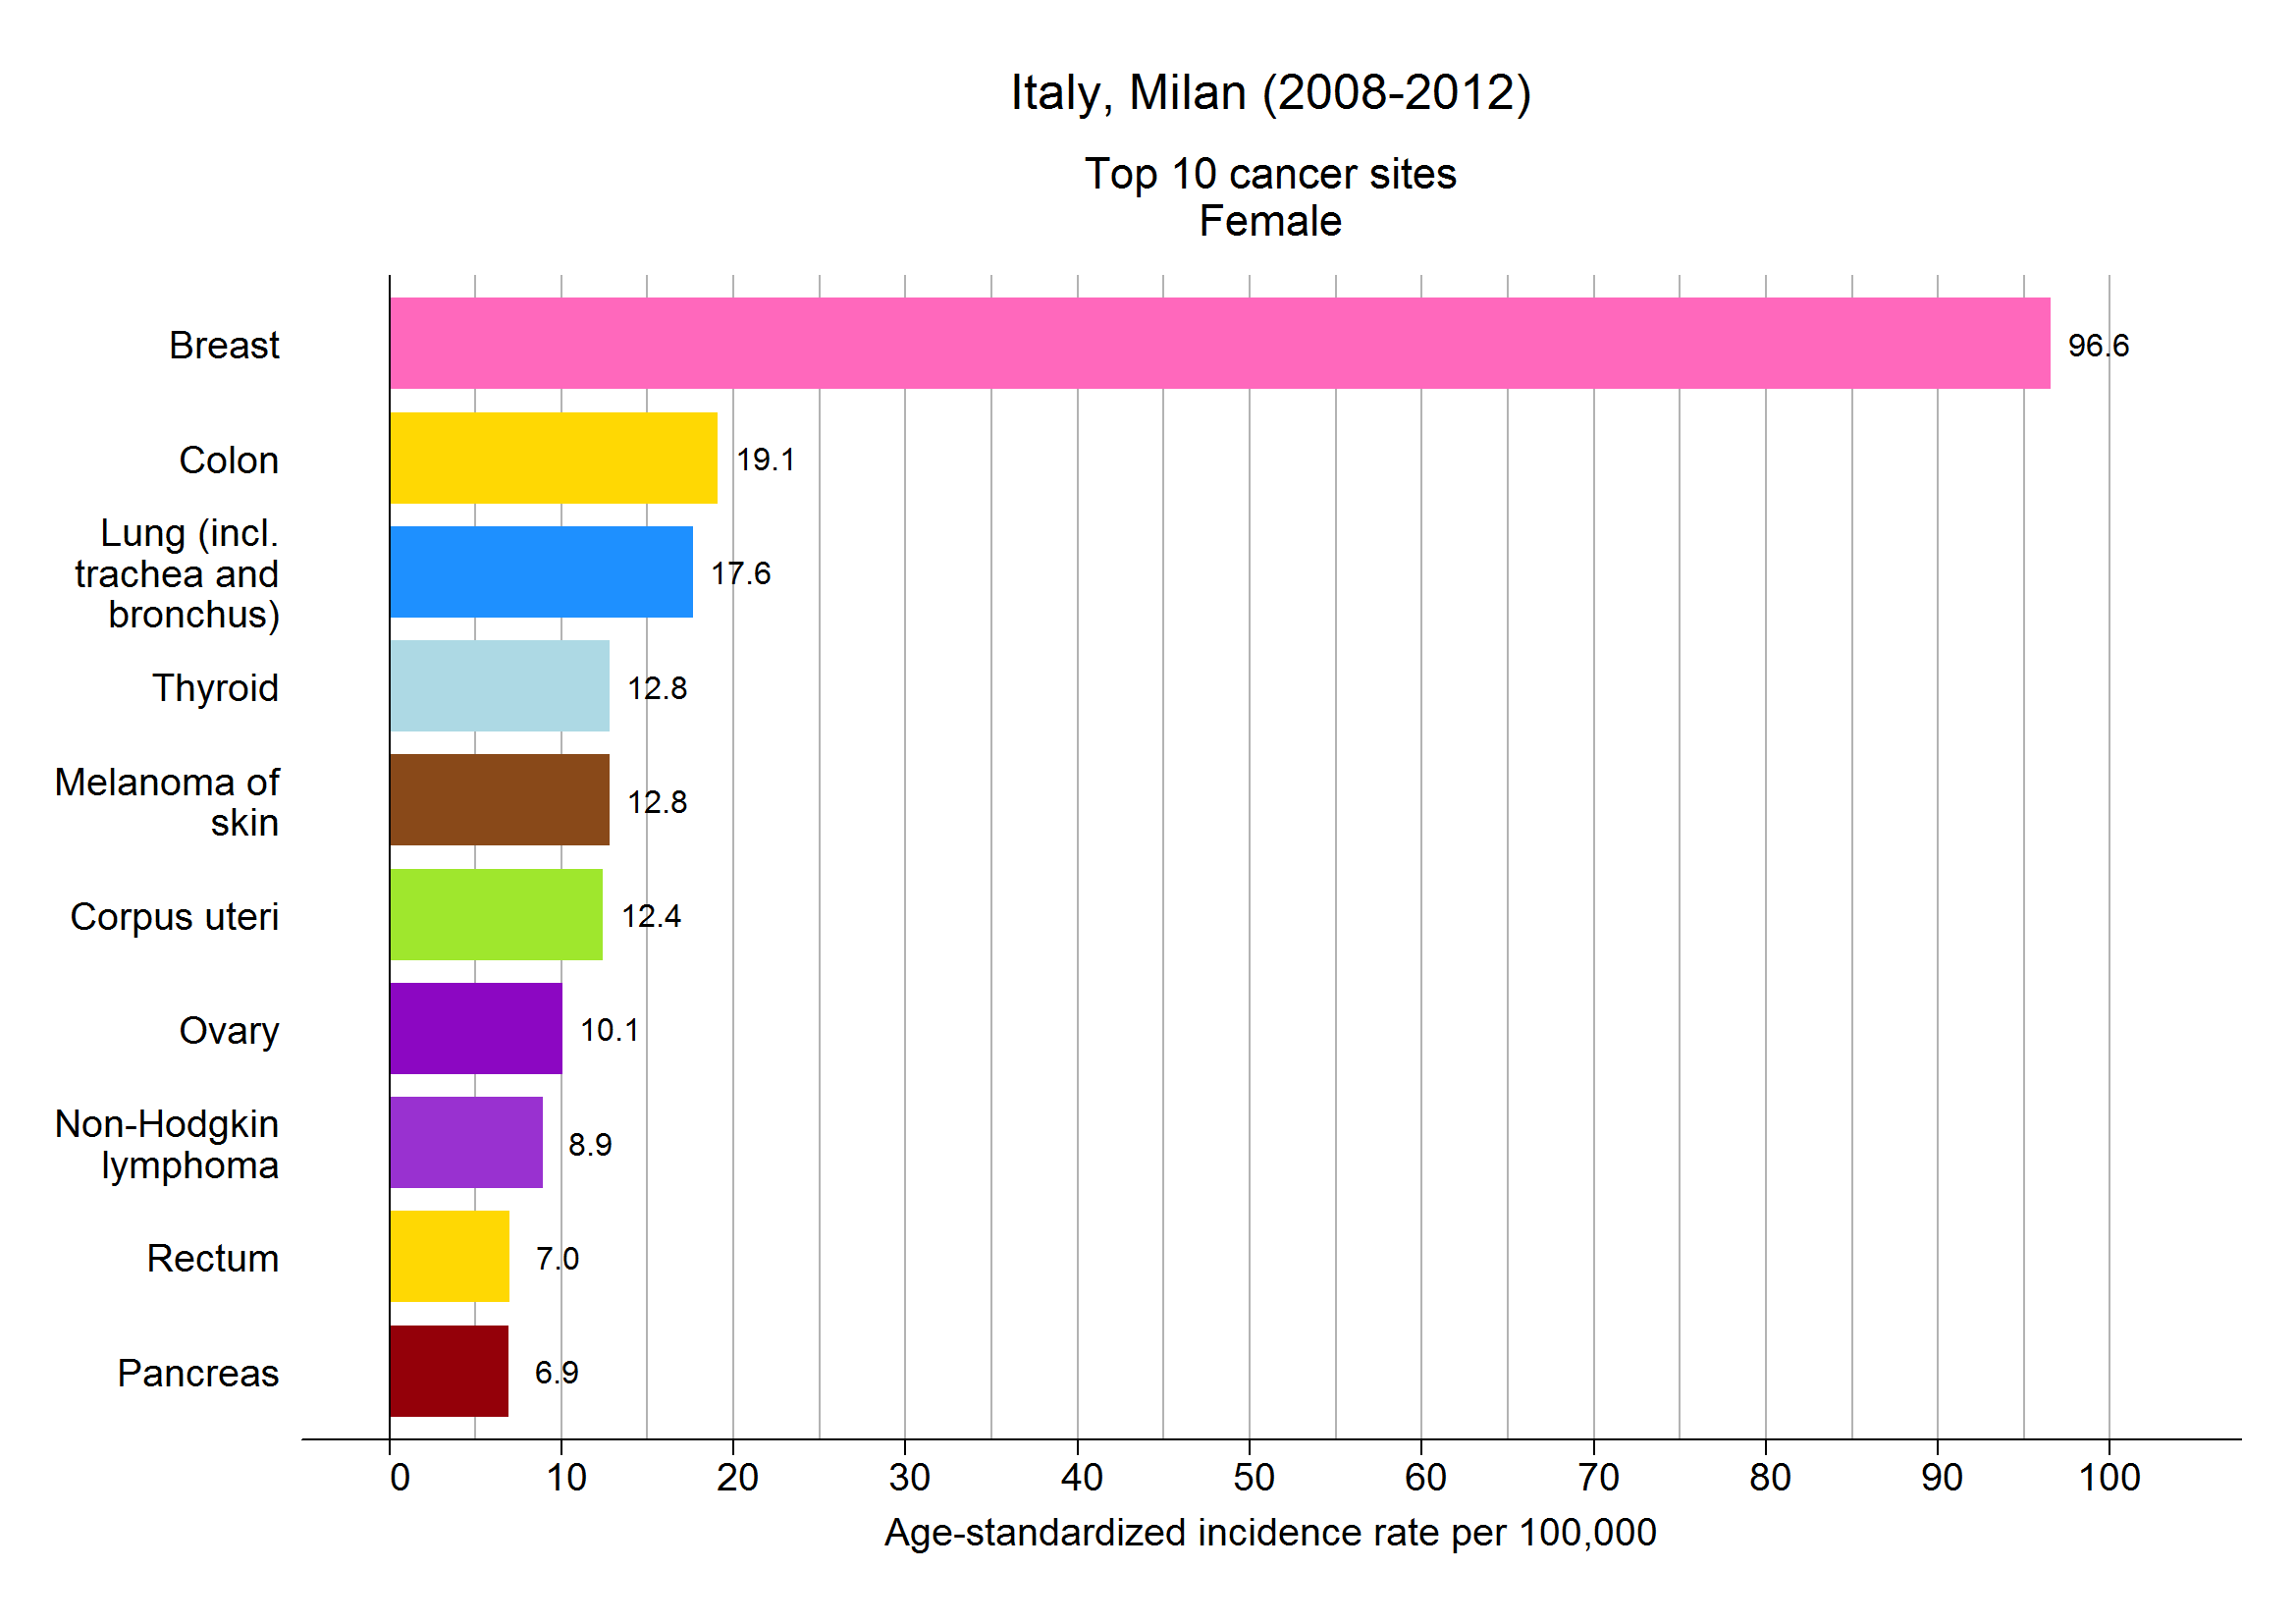 Italy, Milan (2008-2012)
Top 10 cancer sites
Female
Breast
96.6
Colon
19.1
Lung (incl.
trachea and
bronchus)
17.6
Thyroid
12.8
Melanoma of
skin
12.8
Corpus uteri
12.4
Ovary
10.1
Non-Hodgkin
lymphoma
8.9
Rectum
7.0
Pancreas
6.9
0 10 20 30 40 50 60 70 80 90 100
Age-standardized incidence rate per 100,000